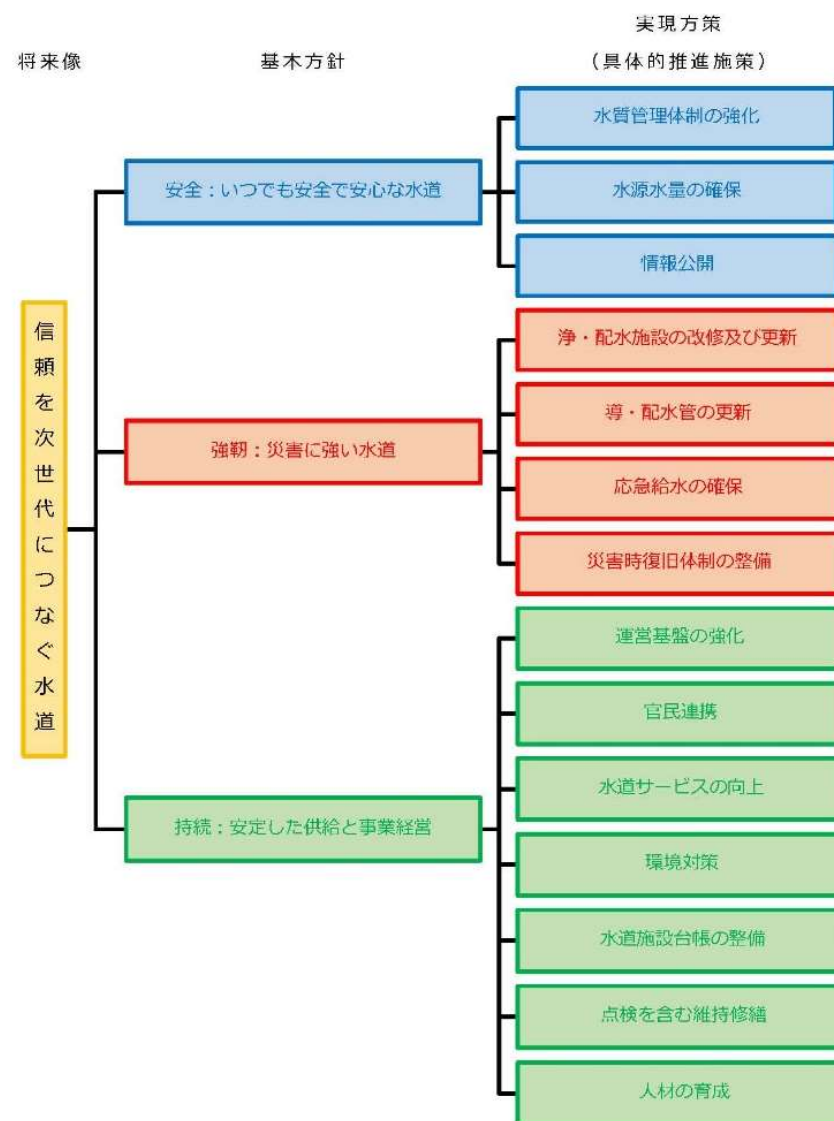 将来像
基本方針
実現方策
（具体的推進施策）
信頼を次世代につなぐ水道
安全：いつでも安全で安心な水道
水質管理体制の強化
水源水量の確保
情報公開
強靭：災害に強い水道
浄・配水施設の改修及び更新
導・配水管の更新
応急給水の確保
災害時復旧体制の整備
持続：安定した供給と事業経営
運営基盤の強化
官民連携
水道サービスの向上
環境対策
水道施設台帳の整備
点検を含む維持修繕
人材の育成